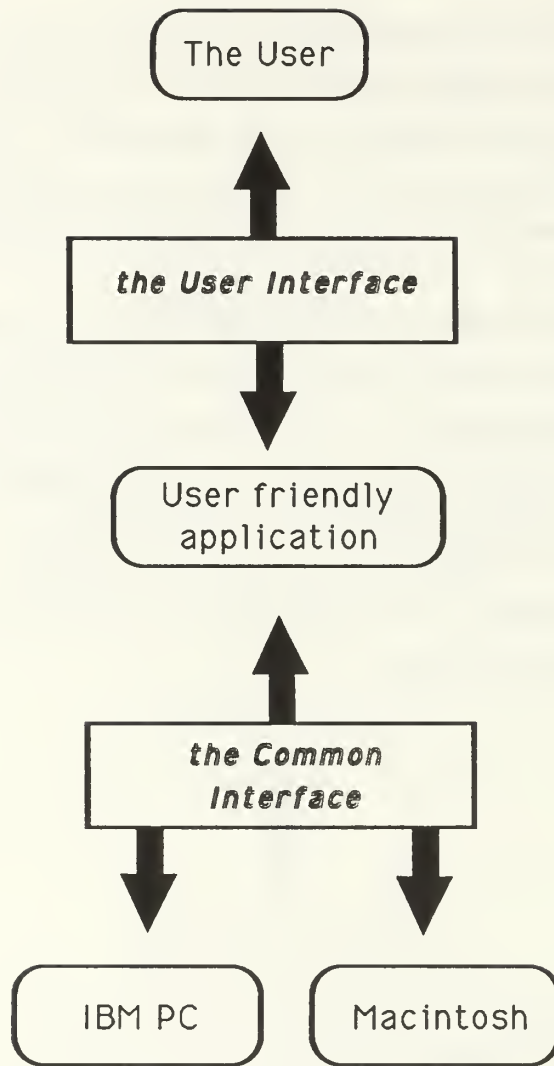 The User
the User Interface
User friendly
application
the Common
Interface
IBM PC
Macintosh